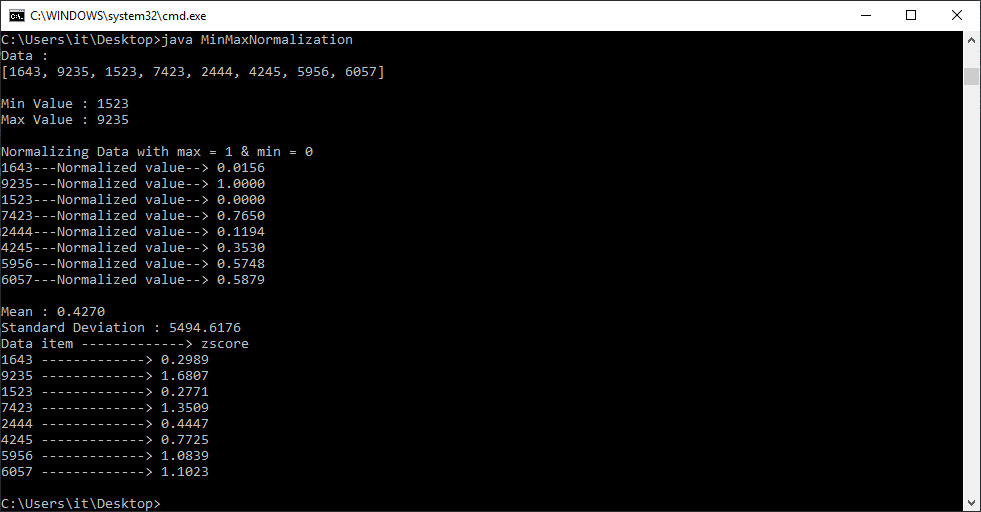 C:\WINDOWS\system32\cmd.exe
C:\Users\it\Desktop>java MinMaxNormalization
Data :
[1643, 9235, 1523, 7423, 2444, 4245, 5956, 6057]
Min Value : 1523
Max Value : 9235
Normalizing Data with max = 1 & min = 0
1643---Normalized value--> 0.0156
9235---Normalized value--> 1.0000
1523---Normalized value--> 0.0000
7423---Normalized value--> 0.7650
2444---Normalized value--> 0.1194
4245---Normalized value--> 0.3530
5956---Normalized value--> 0.5748
6057---Normalized value--> 0.5879
Mean : 0.4270
Standard Deviation : 5494.6176
Data item -------------> zscore
1643 -------------> 0.2989
9235 -------------> 1.6807
1523 -------------> 0.2771
7423 -------------> 1.3509
2444 -------------> 0.4447
4245 -------------> 0.7725
5956 -------------> 1.0839
6057 -------------> 1.1023
C:\Users\it\Desktop>